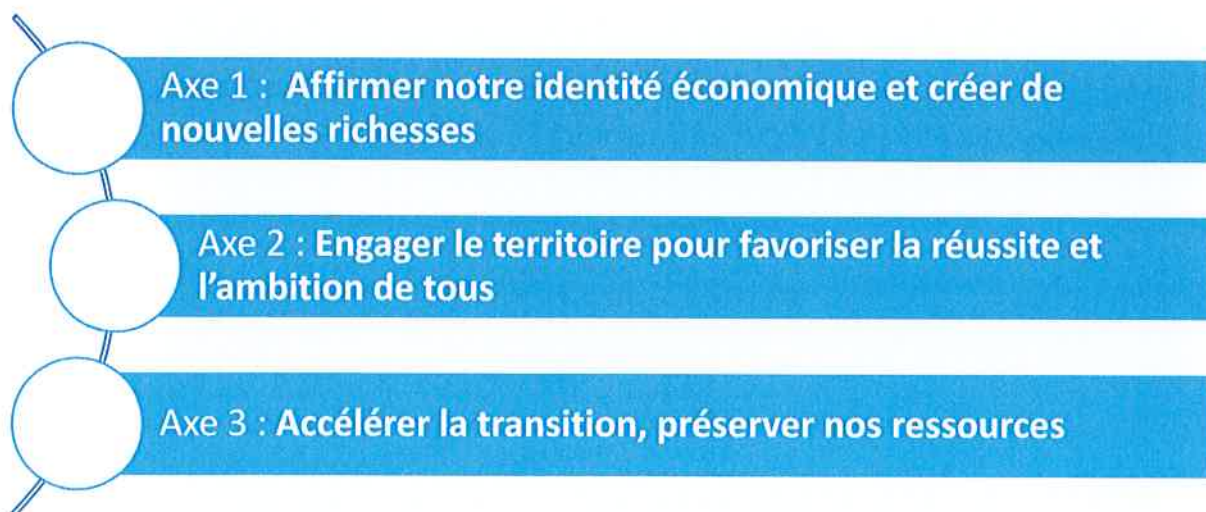 Axe 1 : Affirmer notre identité économique et créer de
nouvelles richesses
Axe 2 : Engager le territoire pour favoriser la réussite et
l'ambition de tous
Axe 3 : Accélérer la transition, préserver nos ressources